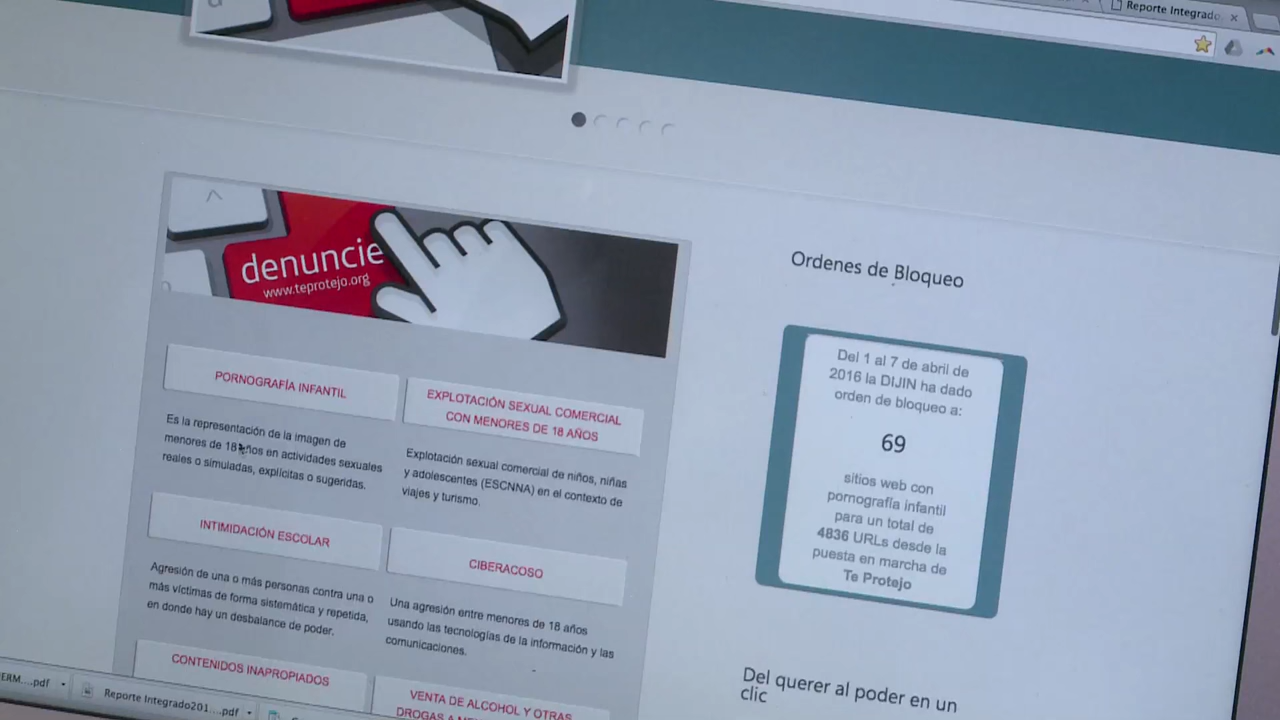 Reporte Integrado
denuncie
www.teprotejo.org
PORNOGRAFÍA INFANTIL
Es la representación de la imagen de
menores de 18 años en actividades sexuales
reales o simuladas, explícitas o sugeridas.
EXPLOTACIÓN SEXUAL COMERCIAL
CON MENORES DE 18 AÑOS
Explotación sexual comercial de niños, niñas
y adolescentes (ESCNNA) en el contexto de
viajes y turismo.
INTIMIDACIÓN ESCOLAR
Agresión de una o más personas contra una o
más víctimas de forma sistemática y repetida,
en donde hay un desbalance de poder.
CIBERACOSO
Una agresión entre menores de 18 años
usando las tecnologías de la información y las
comunicaciones.
CONTENIDOS INAPROPIADOS
VENTA DE ALCOHOL Y OTRAS
DROGAS A
Ordenes de Bloqueo
Del 1 al 7 de abril de
2016 la DIJIN ha dado
orden de bloqueo a:
69
sitios web con
pornografía infantil
para un total de
4836 URLs desde la
puesta en marcha de
Te Protejo
Del querer al poder en un
clic
ERM....pdf
Reporte Integrado201....pdf